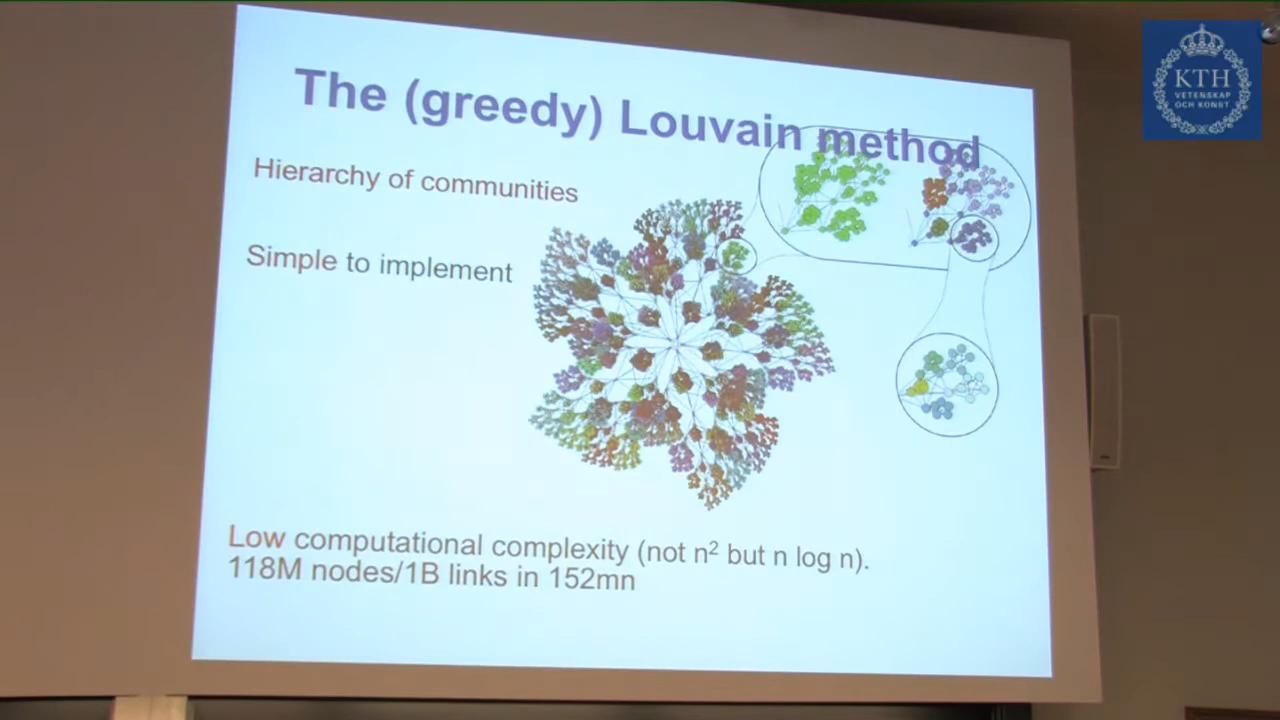 The (greedy) Louvain method
Hierarchy of communities
Simple to implement
Low computational complexity (not n² but n log n).
118M nodes/1B links in 152mn
KTH
VETENSKAP
OCH KONST